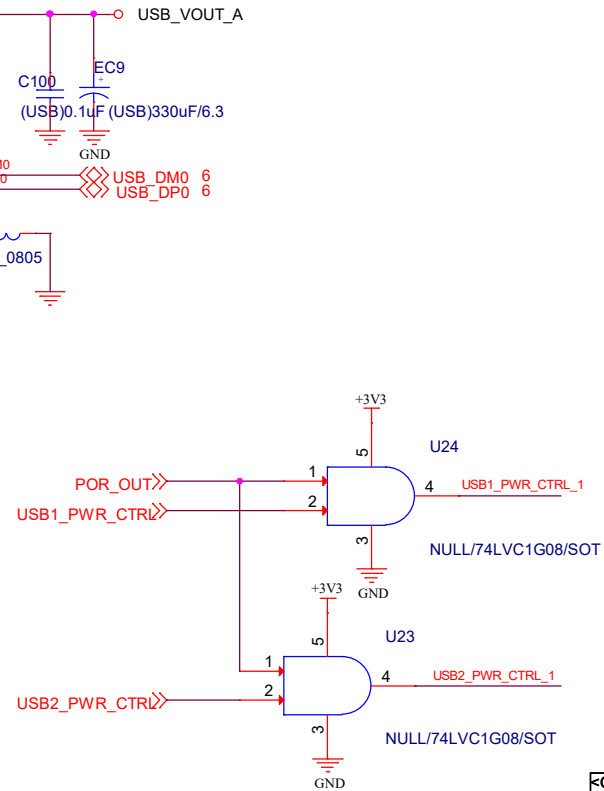 USB_VOUT_A
C100
EC9
+
(USB)0.1uF (USB)330uF/6.3
GND
USB_DM0 6
USB_DP0 6
_0805
+3V3
5
U24
POR_OUT
1
4
USB1_PWR_CTRL_1
USB1_PWR_CTRL
2
3
NULL/74LVC1G08/SOT
GND
+3V3
5
U23
1
4
USB2_PWR_CTRL_1
USB2_PWR_CTRL
2
3
NULL/74LVC1G08/SOT
GND